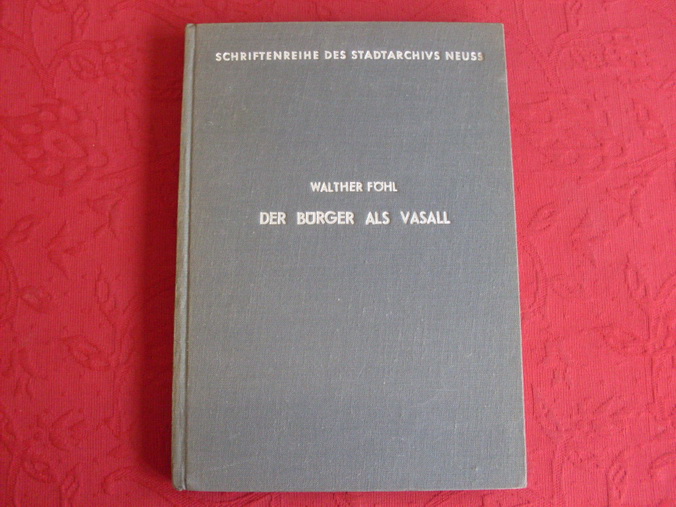 SCHRIFTENREIHE DES STADTARCHIVS NEUSS
WALTHER FÖHL
DER BÜRGER ALS VASALL